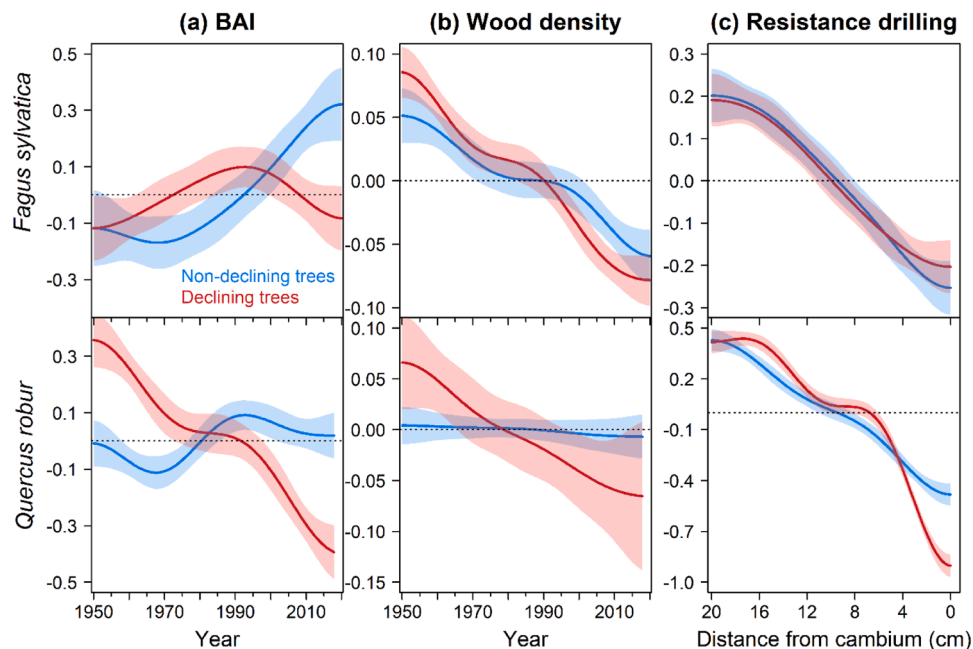 (a) BAI
(b) Wood density
(c) Resistance drilling
Fagus sylvatica
0.5
0.3
0.1
-0.1
-0.3
Non-declining trees
Declining trees
0.10
0.05
0.00
-0.05
-0.10
0.3
0.2
0.1
0.0
-0.1
-0.2
-0.3
Quercus robur
0.3
0.1
-0.1
-0.3
-0.5
0.10
0.05
0.00
-0.05
-0.10
-0.15
0.5
0.2
-0.1
-0.4
-0.7
-1.0
1950 1970 1990 2010
1950 1970 1990 2010
20 16 12 8 4 0
Year
Year
Distance from cambium (cm)